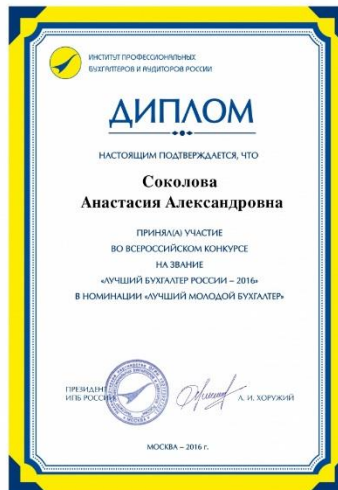 ИНСТИТУТ ПРОФЕССИОНАЛЬНЫХ
БУХГАЛТЕРОВ И АУДИТОРОВ РОССИИ
ДИПЛОМ
НАСТОЯЩИМ ПОДТВЕРЖДАЕТСЯ, ЧТО
Соколова
Анастасия Александровна
ПРИНЯЛ(А) УЧАСТИЕ
ВО ВСЕРОССИЙСКОМ КОНКУРСЕ
НА ЗВАНИЕ
«ЛУЧШИЙ БУХГАЛТЕР РОССИИ – 2016»
В НОМИНАЦИИ «ЛУЧШИЙ МОЛОДОЙ БУХГАЛТЕР»
ПРЕЗИДЕНТ
ИПБ РОССИИ
Л. И. ХОРУЖИЙ
МОСКВА – 2016 г.